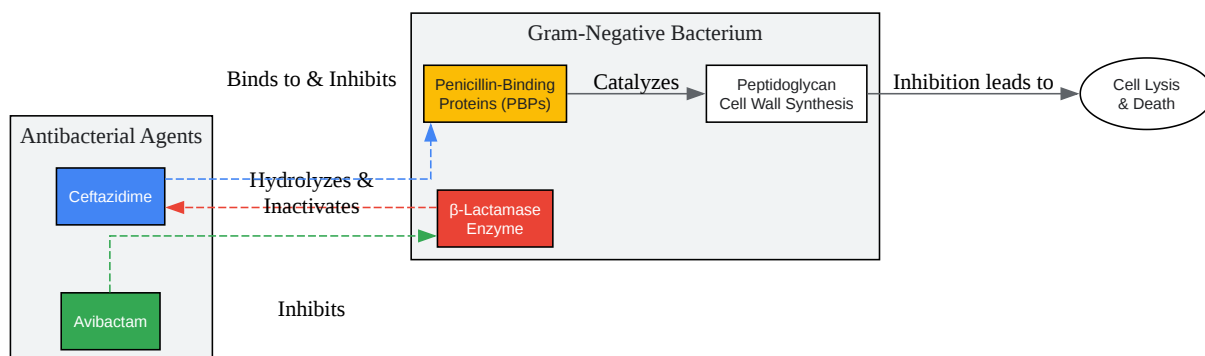 Gram-Negative Bacterium
Binds to & Inhibits
Penicillin-Binding
Proteins (PBPs)
Catalyzes
Peptidoglycan
Cell Wall Synthesis
Inhibition leads to
Cell Lysis
& Death
Antibacterial Agents
Ceftazidime
Hydrolyzes &
Inactivates
β-Lactamase
Enzyme
Avibactam
Inhibits